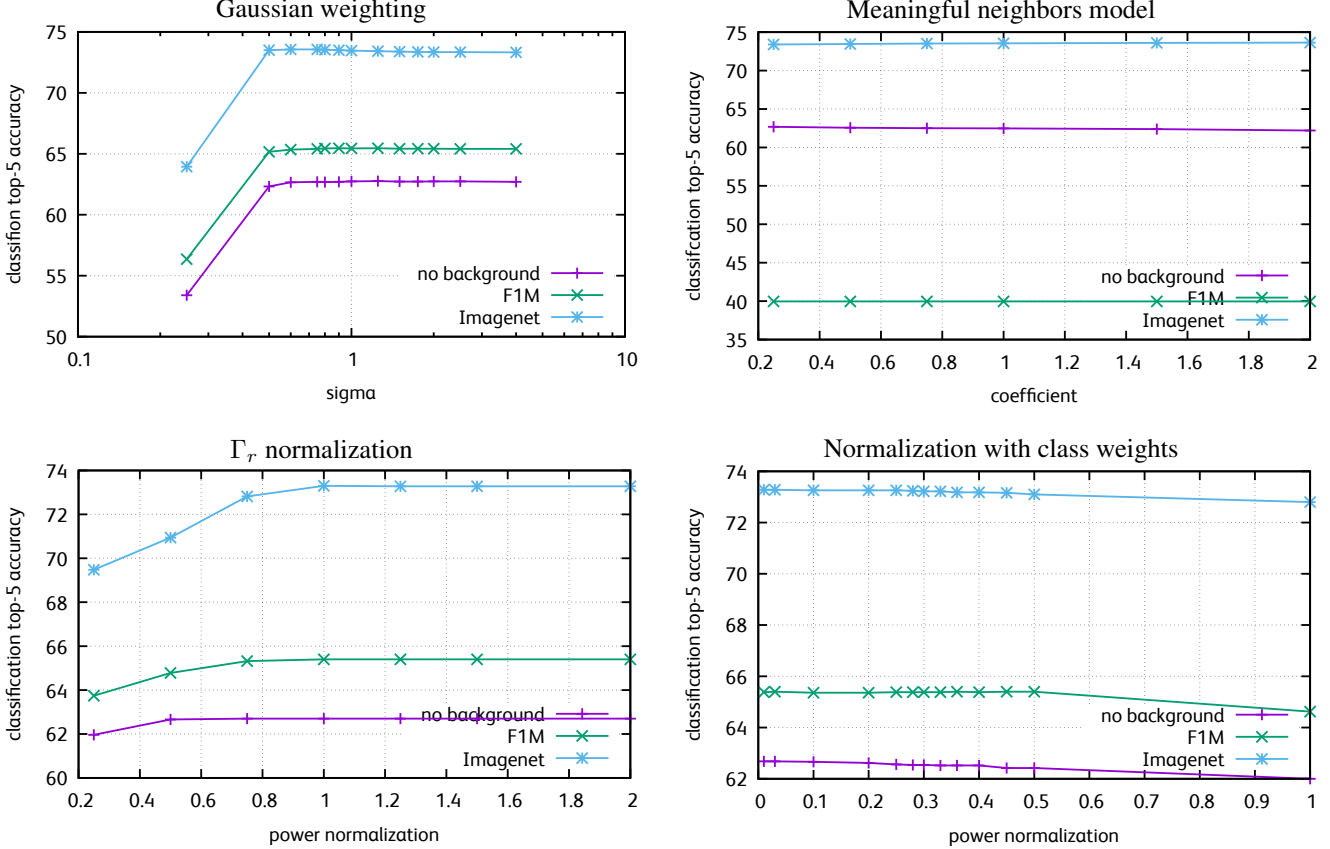 Gaussian weighting
75
70
65
60
55
50
0.1
1
10
classifion top-5 accuracy
sigma
no background
F1M
Imagenet
Meaningful neighbors model
75
70
65
60
55
50
45
40
35
0.2 0.4 0.6 0.8 1 1.2 1.4 1.6 1.8 2
classifcation top-5 accuracy
coefficient
no background
F1M
Imagenet
Γr normalization
74
72
70
68
66
64
62
60
0.2 0.4 0.6 0.8 1 1.2 1.4 1.6 1.8 2
classification top-5 accuracy
power normalization
no background
F1M
Imagenet
Normalization with class weights
74
72
70
68
66
64
62
0 0.1 0.2 0.3 0.4 0.5 0.6 0.7 0.8 0.9 1
classification top-5 accuracy
power normalization
no background
F1M
Imagenet